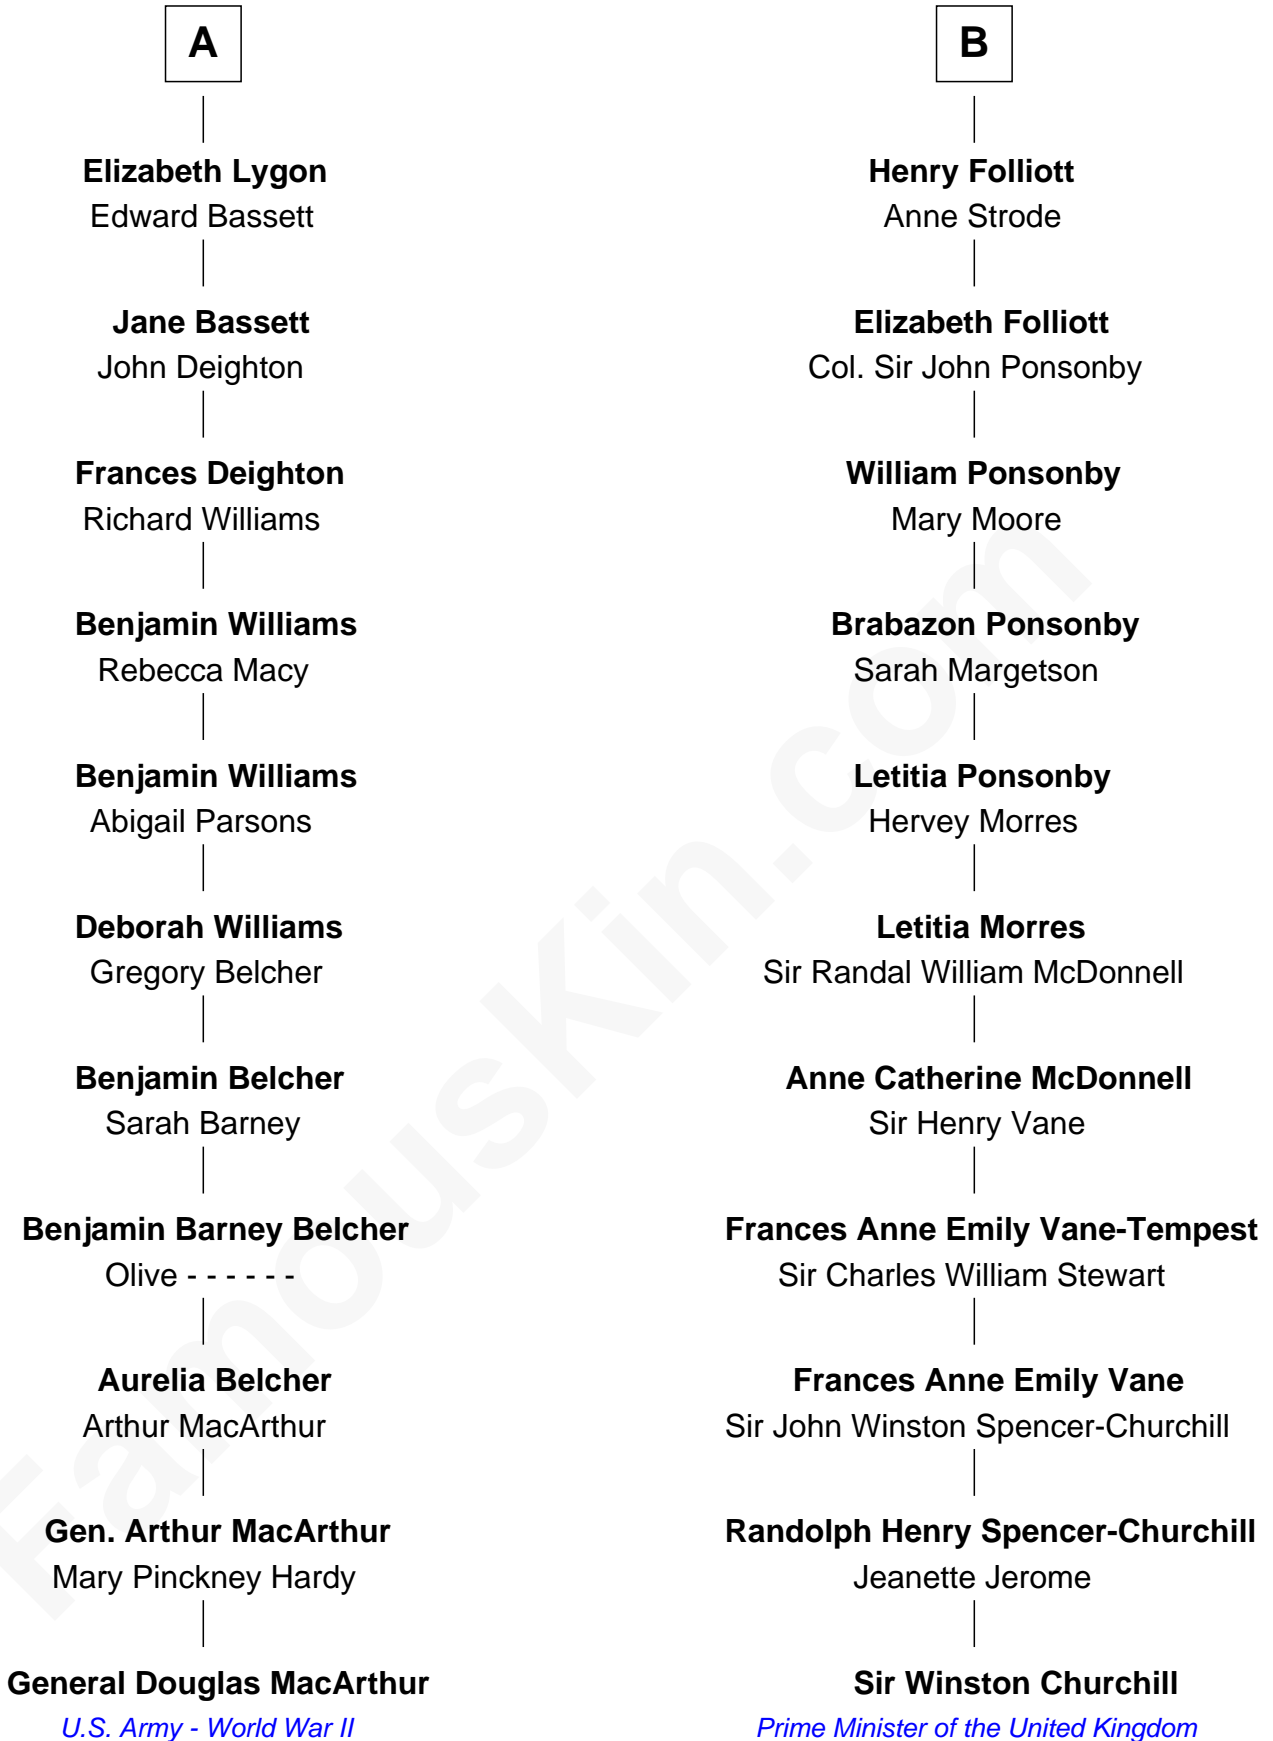 A
Elizabeth Lygon
Edward Bassett
Jane Bassett
John Deighton
Frances Deighton
Richard Williams
Benjamin Williams
Rebecca Macy
Benjamin Williams
Abigail Parsons
Deborah Williams
Gregory Belcher
Benjamin Belcher
Sarah Barney
Benjamin Barney Belcher
Olive - - - - - -
Aurelia Belcher
Arthur MacArthur
Gen. Arthur MacArthur
Mary Pinckney Hardy
General Douglas MacArthur
U.S. Army - World War II
B
Henry Folliott
Anne Strode
Elizabeth Folliott
Col. Sir John Ponsonby
William Ponsonby
Mary Moore
Brabazon Ponsonby
Sarah Margetson
Letitia Ponsonby
Hervey Morres
Letitia Morres
Sir Randal William McDonnell
Anne Catherine McDonnell
Sir Henry Vane
Frances Anne Emily Vane-Tempest
Sir Charles William Stewart
Frances Anne Emily Vane
Sir John Winston Spencer-Churchill
Randolph Henry Spencer-Churchill
Jeanette Jerome
Sir Winston Churchill
Prime Minister of the United Kingdom
FamousKin.com